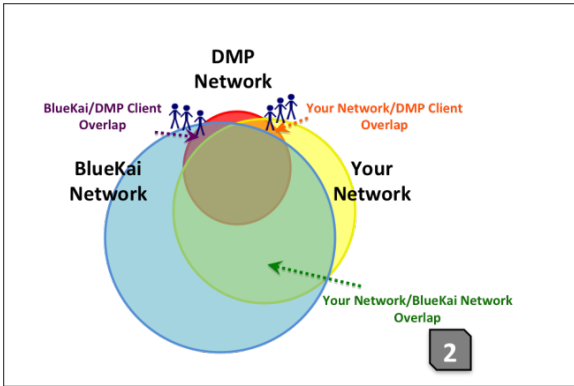 DMP
Network
BlueKai/DMP Client
Overlap
Your Network/DMP Client
Overlap
BlueKai
Network
Your
Network
Your Network/BlueKai Network
Overlap
2